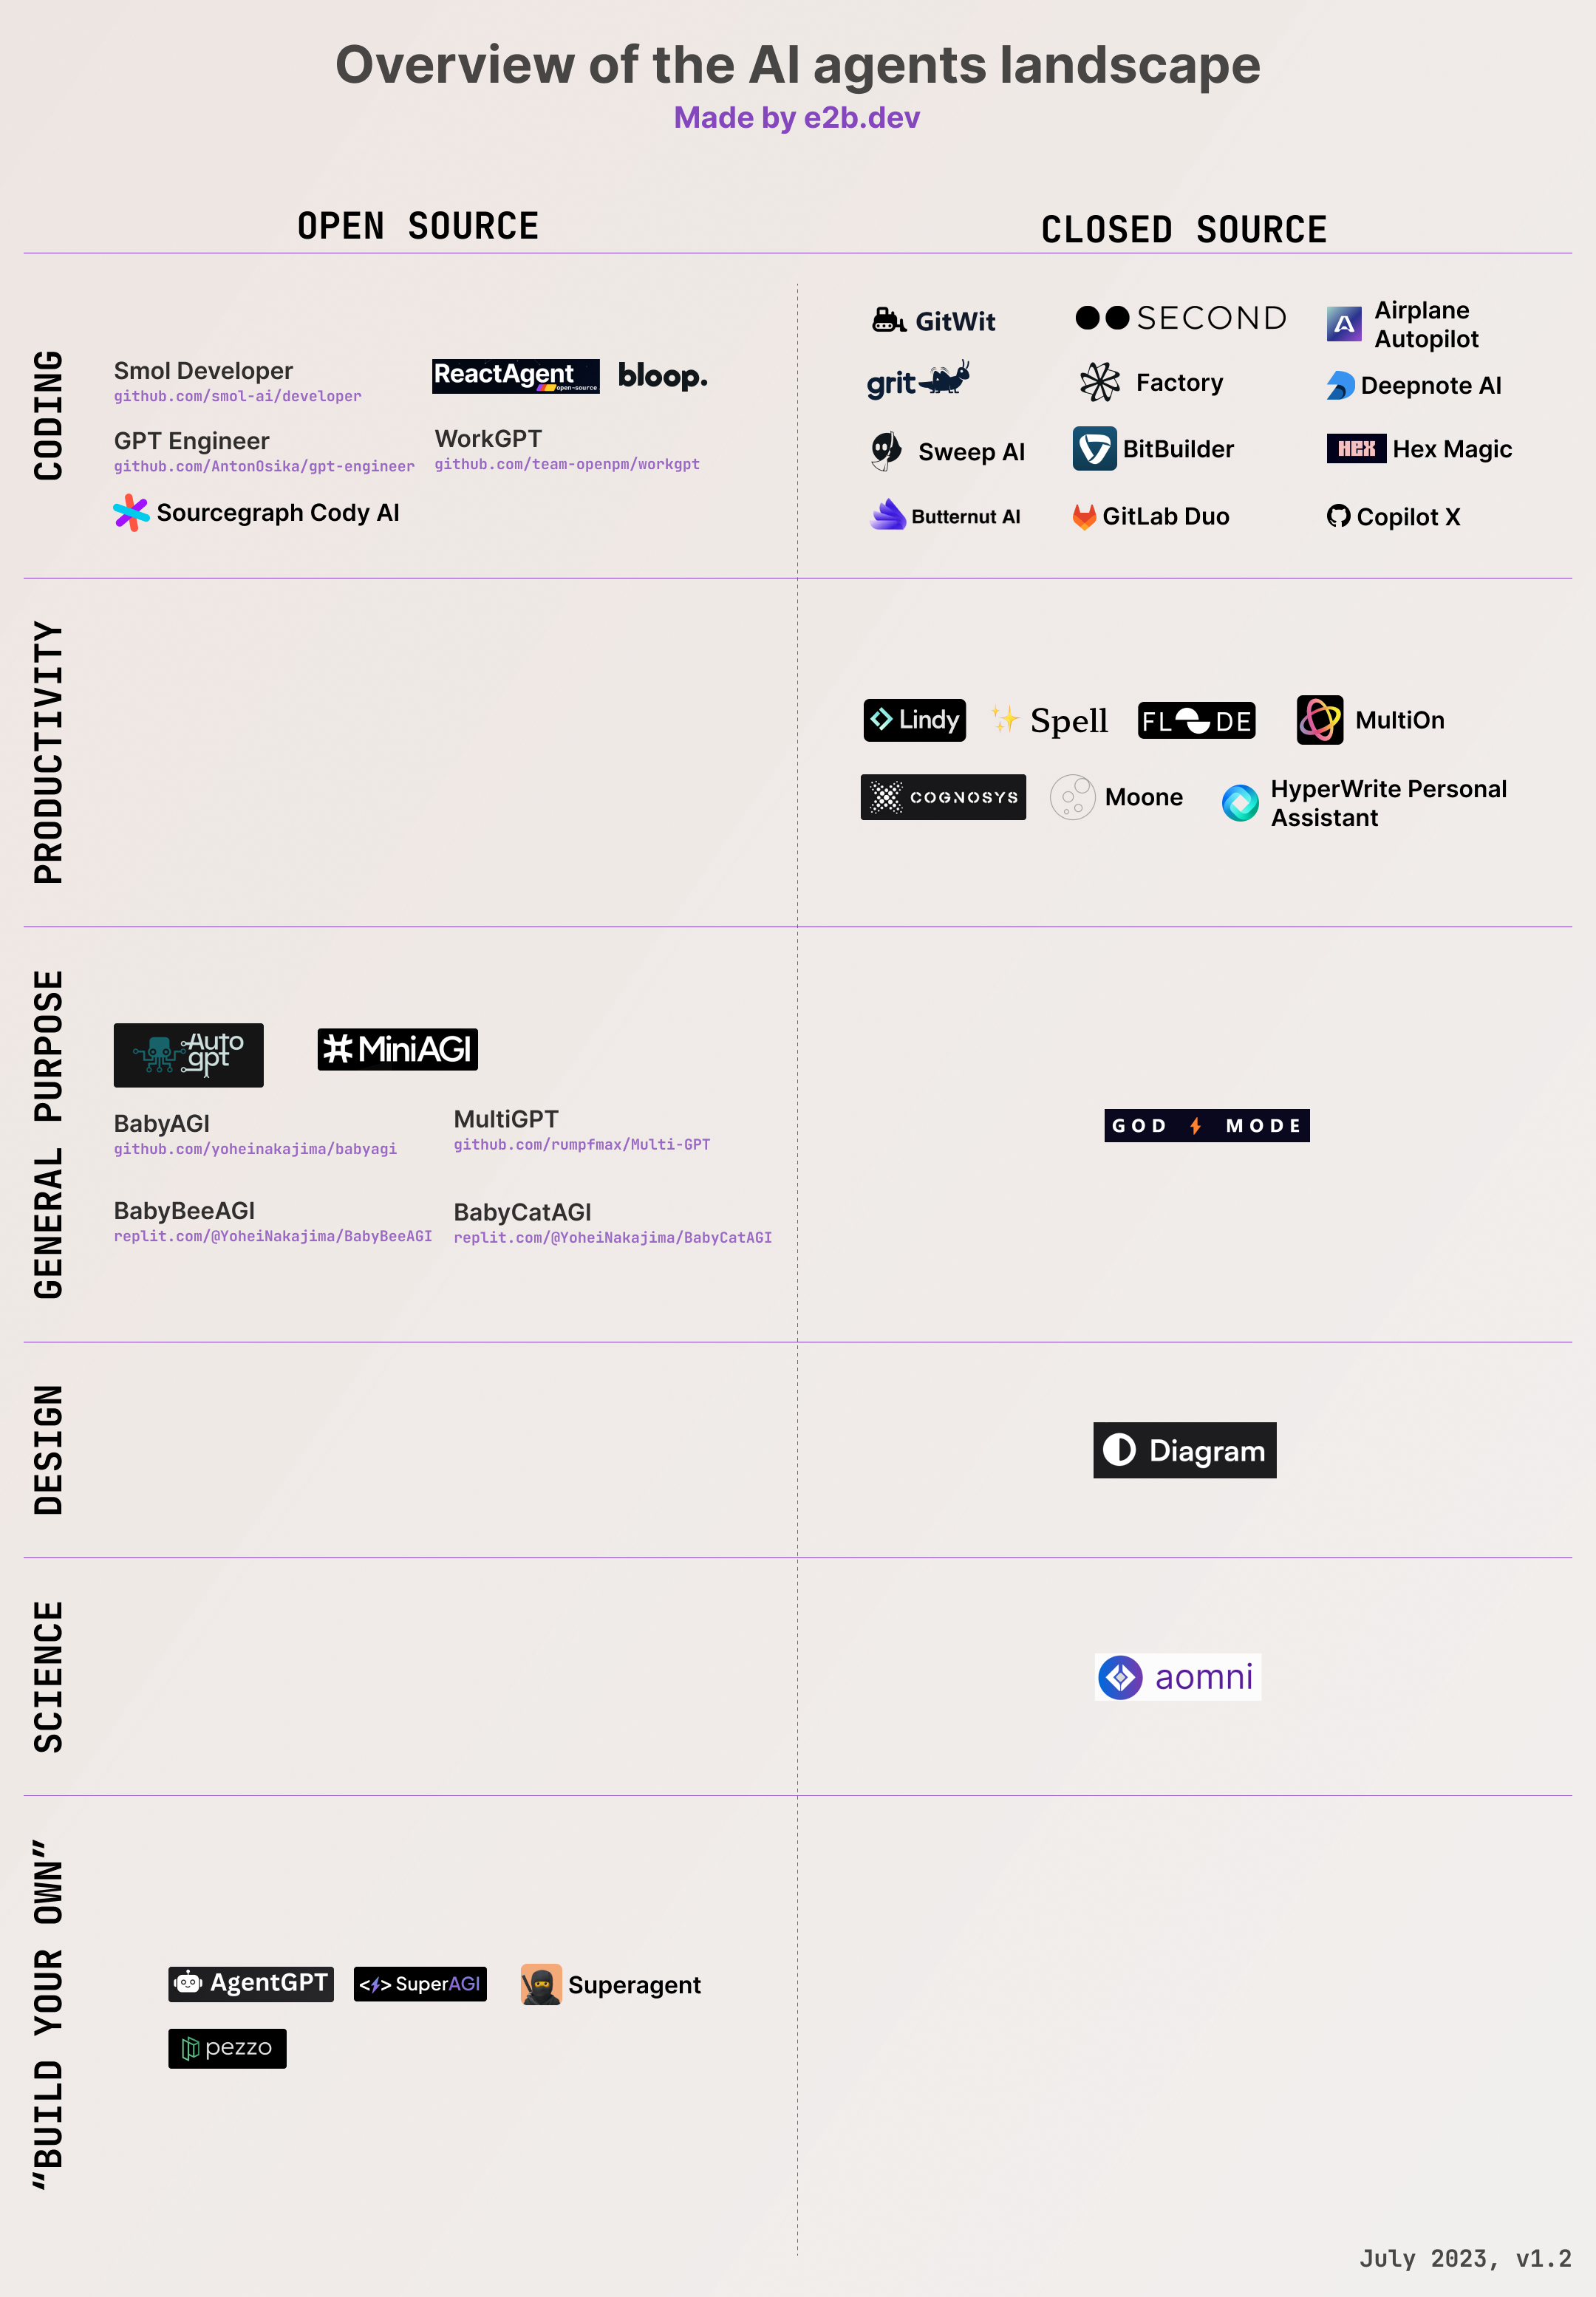 Overview of the AI agents landscape
Made by e2b.dev
OPEN SOURCE
CLOSED SOURCE
CODING
Smol Developer
github.com/smol-ai/developer
ReactAgent
open-source
bloop.
GPT Engineer
github.com/AntonOsika/gpt-engineer
WorkGPT
github.com/team-openpm/workgpt
Sourcegraph Cody AI
GitWit
SECOND
Airplane
Autopilot
grit
Factory
Deepnote AI
Sweep AI
BitBuilder
HEX Hex Magic
Butternut AI
GitLab Duo
Copilot X
PRODUCTIVITY
Lindy
Spell
FL DE
MultiOn
COGNOSYS
Moone
HyperWrite Personal
Assistant
GENERAL PURPOSE
Auto
gpt
MiniAGI
BabyAGI
github.com/yoheinakajima/babyagi
MultiGPT
github.com/rumpfmax/Multi-GPT
BabyBeeAGI
replit.com/@YoheiNakajima/BabyBeeAGI
BabyCatAGI
replit.com/@YoheiNakajima/BabyCatAGI
GOD MODE
DESIGN
Diagram
SCIENCE
aomni
“BUILD YOUR OWN”
AgentGPT
SuperAGI
Superagent
pezzo
July 2023, v1.2